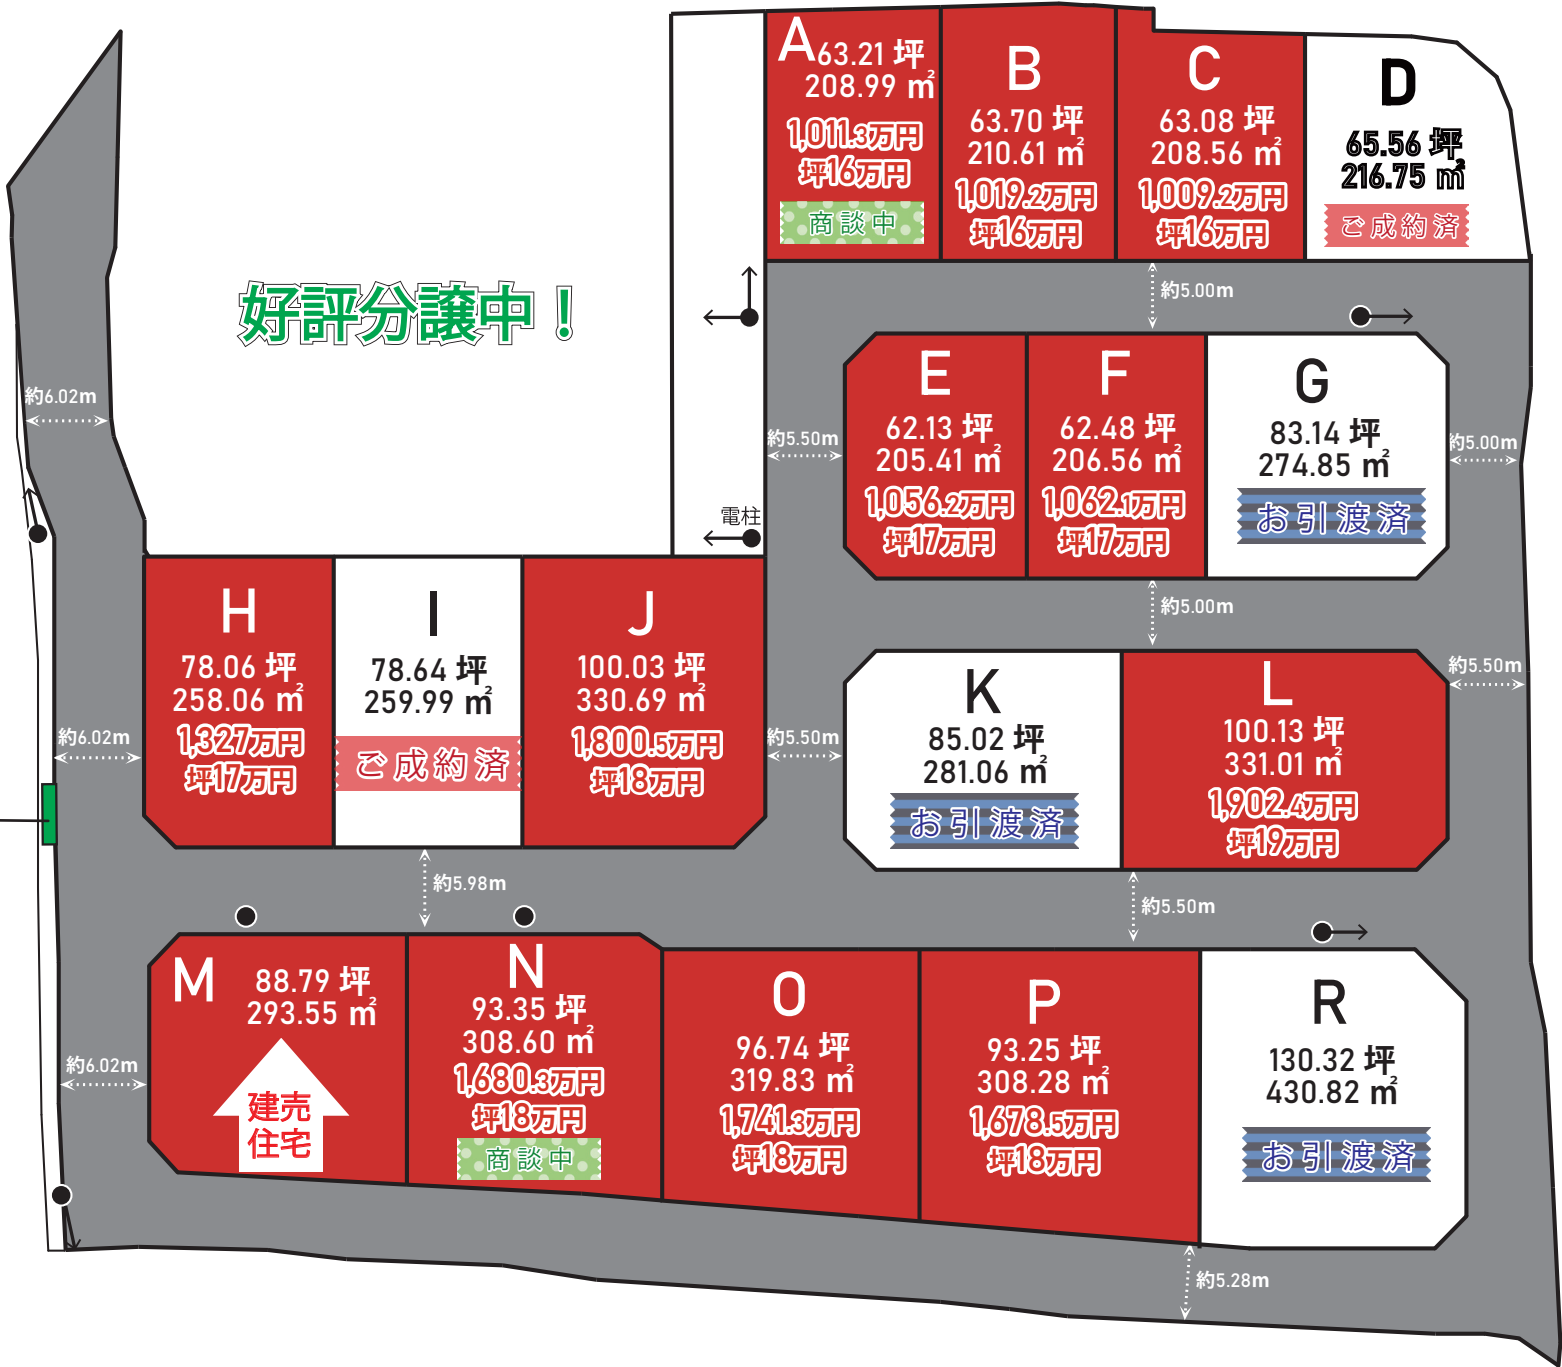 A
63.21 坪
208.99 ㎡
1,011.3万円
坪16万円
商談中
B
63.70 坪
210.61 ㎡
1,019.2万円
坪16万円
C
63.08 坪
208.56 ㎡
1,009.2万円
坪16万円
D
65.56 坪
216.75 ㎡
ご成約済
好評分譲中！
約5.00m
約6.02m
約5.50m
E
62.13 坪
205.41 ㎡
1,056.2万円
坪17万円
F
62.48 坪
206.56 ㎡
1,062.1万円
坪17万円
G
83.14 坪
274.85 ㎡
お引渡済
約5.00m
電柱
約5.00m
H
78.06 坪
258.06 ㎡
1,327万円
坪17万円
I
78.64 坪
259.99 ㎡
ご成約済
J
100.03 坪
330.69 ㎡
1,800.5万円
坪18万円
K
85.02 坪
281.06 ㎡
お引渡済
L
100.13 坪
331.01 ㎡
1,902.4万円
坪19万円
約5.50m
約6.02m
約5.50m
約5.98m
約5.50m
M
88.79 坪
293.55 ㎡
建売
住宅
N
93.35 坪
308.60 ㎡
1,680.3万円
坪18万円
商談中
O
96.74 坪
319.83 ㎡
1,741.3万円
坪18万円
P
93.25 坪
308.28 ㎡
1,678.5万円
坪18万円
R
130.32 坪
430.82 ㎡
お引渡済
約6.02m
約5.28m